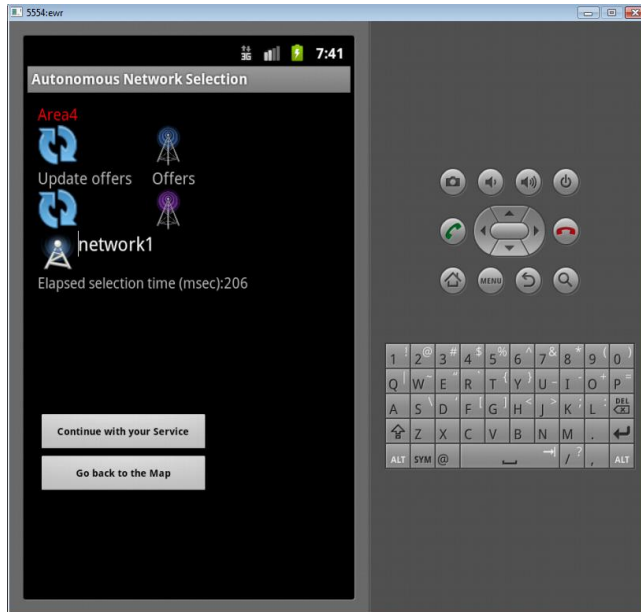 5554:ewr
3G 7:41
Autonomous Network Selection
Area4
Update offers Offers
network1
Elapsed selection time (msec):206
Continue with your Service
Go back to the Map
MENU
1 ! 2 @ 3 # 4 $ 5 % 6 ^ 7 & 8 * 9 ( 0 )
Q | W ~ E " R ` T { Y } U _ I - O + P =
A S \ D ' F [ G ] H < J > K ; L : DEL
Z X C V B N M .
ALT SYM @ / ? , ALT